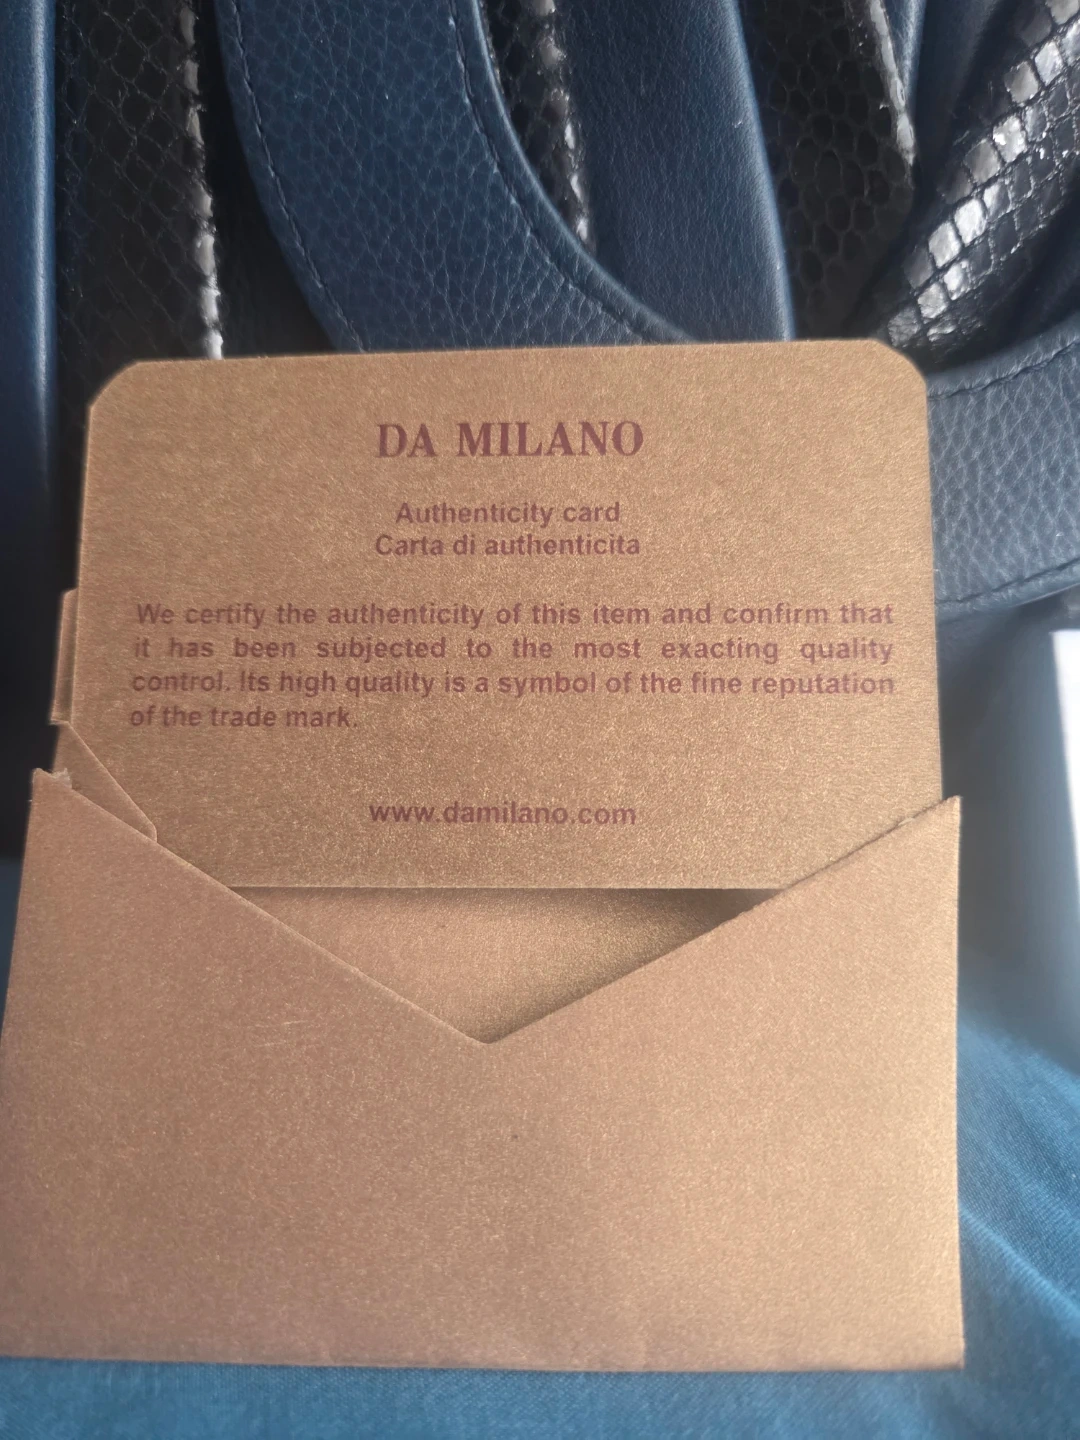 DA MILANO
Authenticity card
Carta di authenticita
We certify the authenticity of this item and confirm that
it has been subjected to the most exacting quality
control. Its high quality is a symbol of the fine reputation
of the trade mark.
www.damilano.com